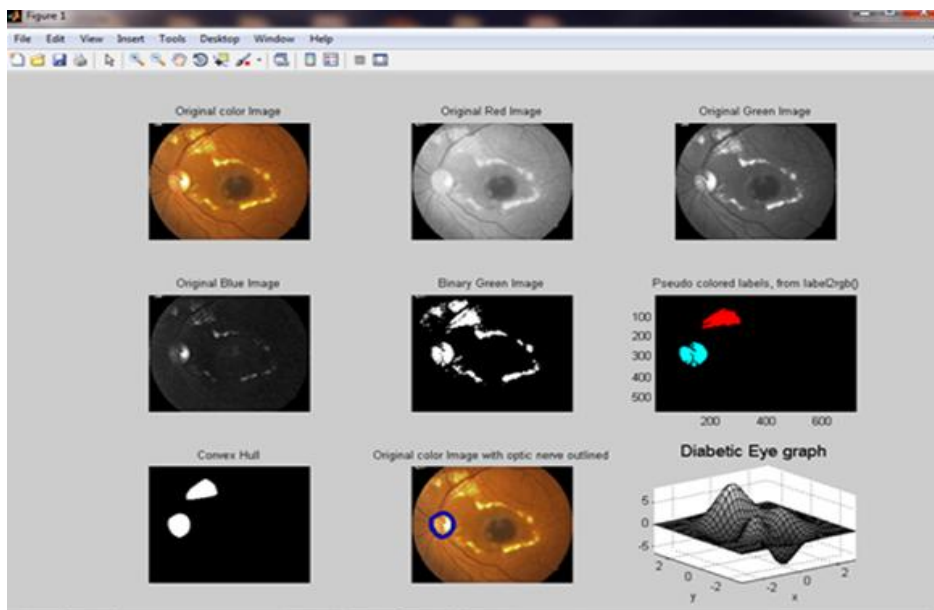 Figure 1
File Edit View Insert Tools Desktop Window Help
Original color Image
Original Red Image
Original Green Image
Original Blue Image
Binary Green Image
Pseudo colored labels, from label2rgb()
100
200
300
400
500
200 400 600
Convex Hull
Original color Image with optic nerve outlined
Diabetic Eye graph
5
0
-5
2 0 -2
y
-2 0 2
x